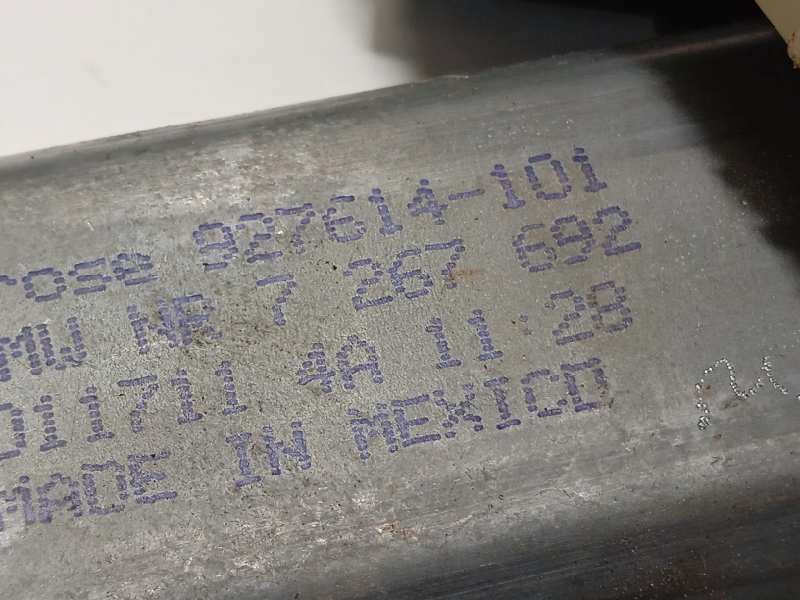 rose 927614-101
MW NR 7 267 692
011711 4A 11:28
MADE IN MEXICO